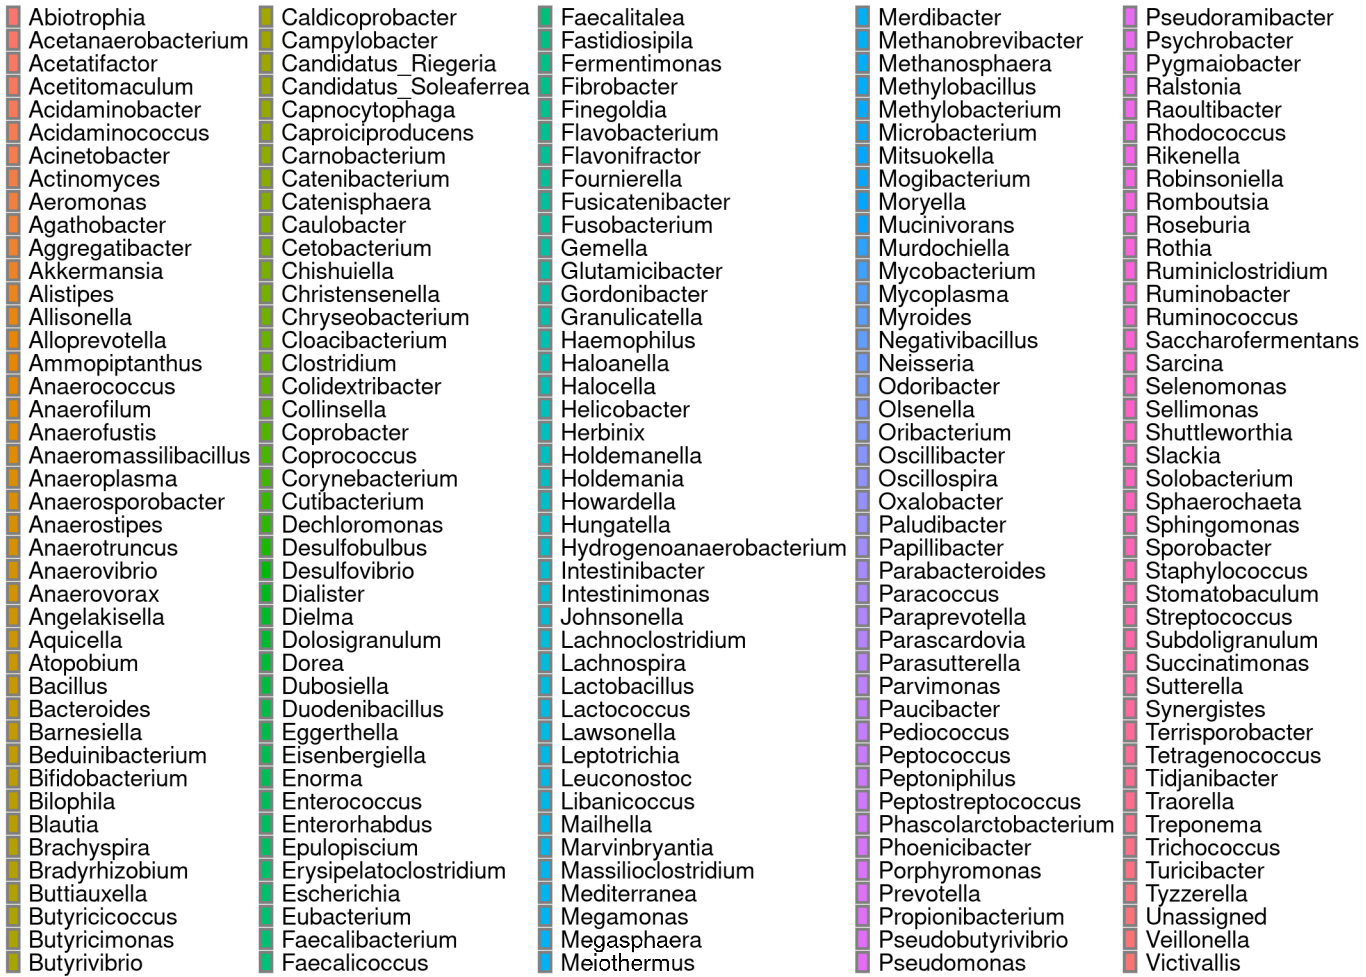 Abiotrophia
Acetanaerobacterium
Acetatifactor
Acetitomaculum
Acidaminobacter
Acidaminococcus
Acinetobacter
Actinomyces
Aeromonas
Agathobacter
Aggregatibacter
Akkermansia
Alistipes
Allisonella
Alloprevotella
Ammopiptanthus
Anaerococcus
Anaerofilum
Anaerofustis
Anaeromassilibacillus
Anaeroplasma
Anaerosporobacter
Anaerostipes
Anaerotruncus
Anaerovibrio
Anaerovorax
Angelakisella
Aquicella
Atopobium
Bacillus
Bacteroides
Barnesiella
Beduinibacterium
Bifidobacterium
Bilophila
Blautia
Brachyspira
Bradyrhizobium
Buttiauxella
Butyricicoccus
Butyricimonas
Butyrivibrio
Caldicoprobacter
Campylobacter
Candidatus_Riegeria
Candidatus_Soleaferrea
Capnocytophaga
Caproiciproducens
Carnobacterium
Catenibacterium
Catenisphaera
Caulobacter
Cetobacterium
Chishuiella
Christensenella
Chryseobacterium
Cloacibacterium
Clostridium
Colidextribacter
Collinsella
Coprobacter
Coprococcus
Corynebacterium
Cutibacterium
Dechloromonas
Desulfobulbus
Desulfovibrio
Dialister
Dielma
Dolosigranulum
Dorea
Dubosiella
Duodenibacillus
Eggerthella
Eisenbergiella
Enorma
Enterococcus
Enterorhabdus
Epulopiscium
Erysipelatoclostridium
Escherichia
Eubacterium
Faecalibacterium
Faecalicoccus
Faecalitalea
Fastidiosipila
Fermentimonas
Fibrobacter
Finegoldia
Flavobacterium
Flavonifractor
Fournierella
Fusicatenibacter
Fusobacterium
Gemella
Glutamicibacter
Gordonibacter
Granulicatella
Haemophilus
Haloanella
Halocella
Helicobacter
Herbinix
Holdemanella
Holdemania
Howardella
Hungatella
Hydrogenoanaerobacterium
Intestinibacter
Intestinimonas
Johnsonella
Lachnoclostridium
Lachnospira
Lactobacillus
Lactococcus
Lawsonella
Leptotrichia
Leuconostoc
Libanicoccus
Mailhella
Marvinbryantia
Massilioclostridium
Mediterranea
Megamonas
Megasphaera
Meiothermus
Merdibacter
Methanobrevibacter
Methanosphaera
Methylobacillus
Methylobacterium
Microbacterium
Mitsuokella
Mogibacterium
Moryella
Mucinivorans
Murdochiella
Mycobacterium
Mycoplasma
Myroides
Negativibacillus
Neisseria
Odoribacter
Olsenella
Oribacterium
Oscillibacter
Oscillospira
Oxalobacter
Paludibacter
Papillibacter
Parabacteroides
Paracoccus
Paraprevotella
Parascardovia
Parasutterella
Parvimonas
Paucibacter
Pediococcus
Peptococcus
Peptoniphilus
Peptostreptococcus
Phascolarctobacterium
Phoenicibacter
Porphyromonas
Prevotella
Propionibacterium
Pseudobutyrivibrio
Pseudomonas
Pseudoramibacter
Psychrobacter
Pygmaiobacter
Ralstonia
Raoultibacter
Rhodococcus
Rikenella
Robinsoniella
Romboutsia
Roseburia
Rothia
Ruminiclostridium
Ruminobacter
Ruminococcus
Saccharofermentans
Sarcina
Selenomonas
Sellimonas
Shuttleworthia
Slackia
Solobacterium
Sphaerochaeta
Sphingomonas
Sporobacter
Staphylococcus
Stomatobaculum
Streptococcus
Subdoligranulum
Succinatimonas
Sutterella
Synergistes
Terrisporobacter
Tetragenococcus
Tidjanibacter
Traorella
Treponema
Trichococcus
Turicibacter
Tyzzerella
Unassigned
Veillonella
Victivallis